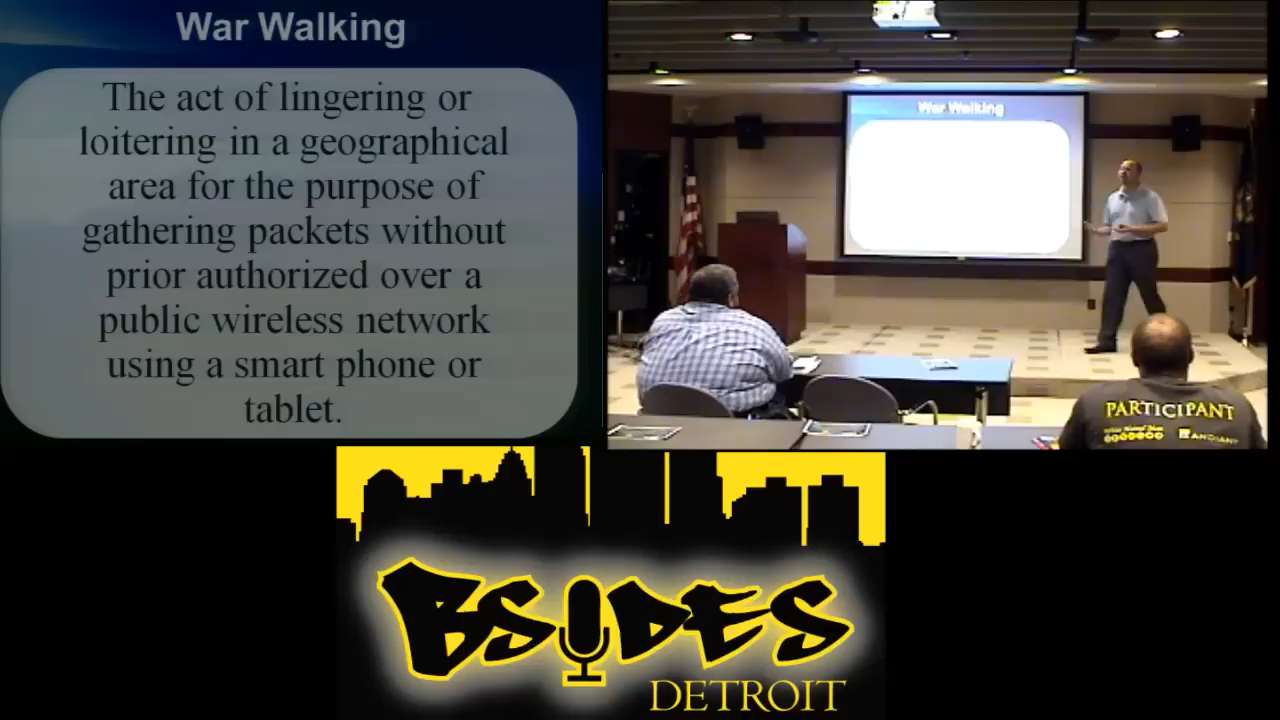 War Walking
The act of lingering or
loitering in a geographical
area for the purpose of
gathering packets without
prior authorized over a
public wireless network
using a smart phone or
tablet.
War Walking
PARTICIPANT
BSIDES
DETROIT